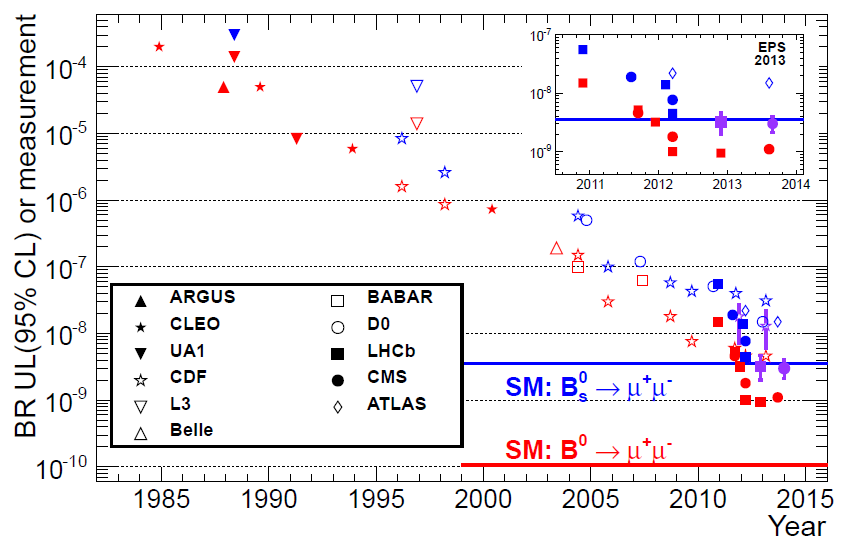 BR UL(95% CL) or measurement
10⁻⁴
10⁻⁵
10⁻⁶
10⁻⁷
10⁻⁸
10⁻⁹
10⁻¹⁰
EPS
2013
10⁻⁷
10⁻⁸
10⁻⁹
2011 2012 2013 2014
ARGUS BABAR
CLEO D0
UA1 LHCb
CDF CMS
L3 ATLAS
Belle
SM: B⁰ₛ → μ⁺μ⁻
SM: B⁰ → μ⁺μ⁻
1985 1990 1995 2000 2005 2010 2015
Year